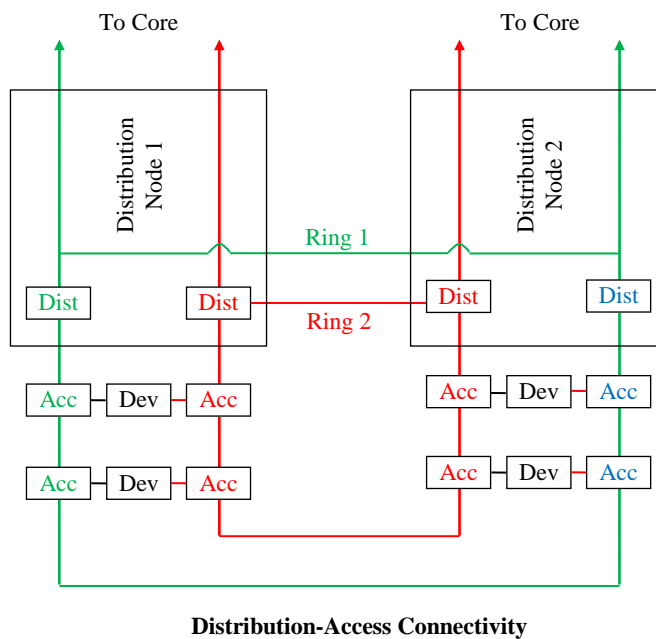 To Core
To Core
Distribution
Node 1
Distribution
Node 2
Ring 1
Dist
Dist
Dist
Dist
Ring 2
Acc
Dev
Acc
Acc
Dev
Acc
Acc
Dev
Acc
Acc
Dev
Acc
Distribution-Access Connectivity